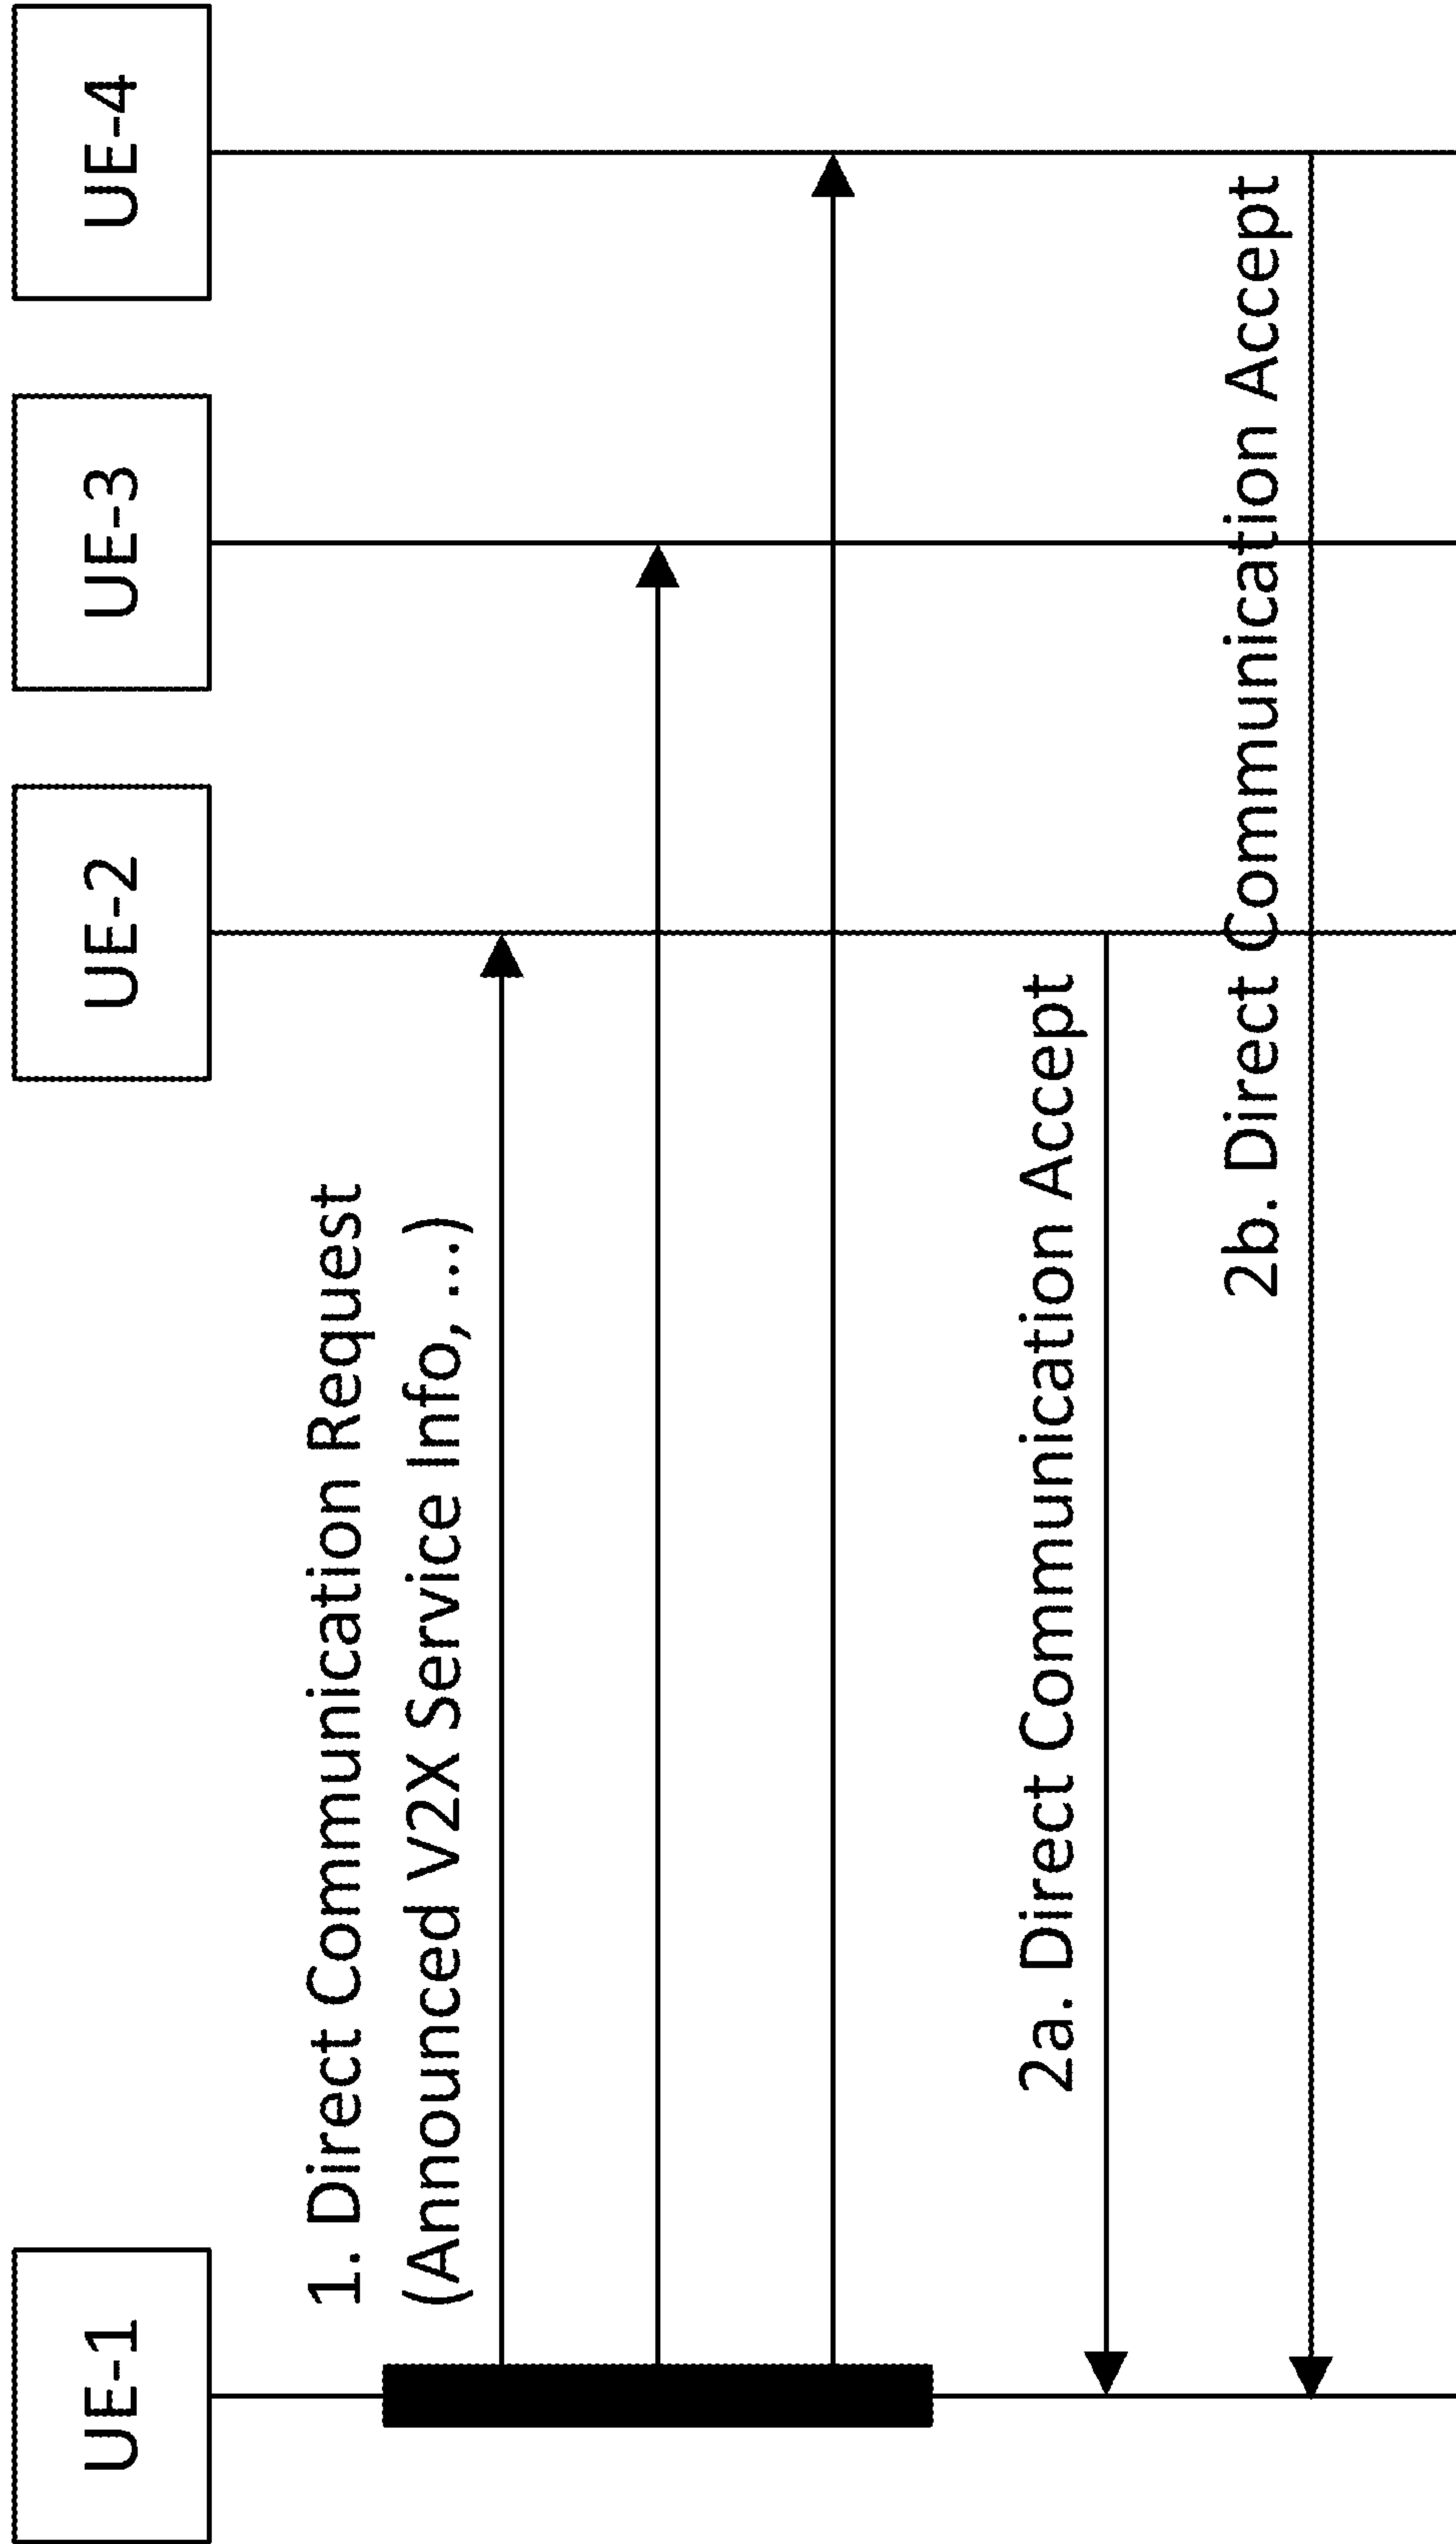 UE-1
UE-2
UE-3
UE-4
1. Direct Communication Request
(Announced V2X Service Info, ...)
2a. Direct Communication Accept
2b. Direct Communication Accept